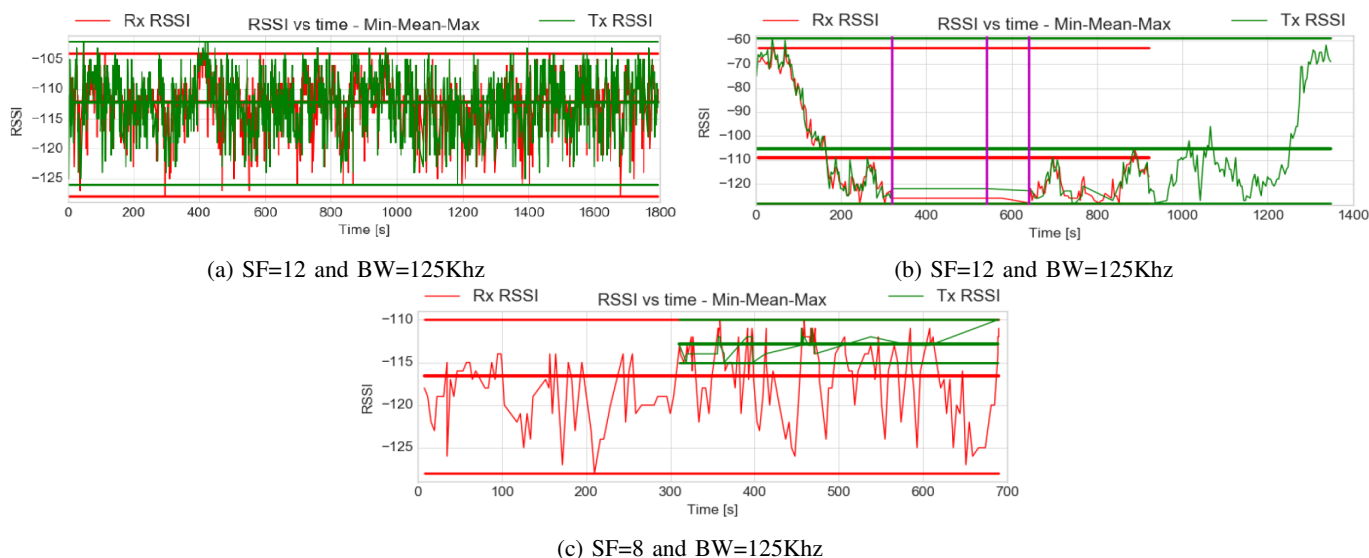 Rx RSSI RSSI vs time - Min-Mean-Max Tx RSSI
−105
−110
−115
−120
−125
RSSI
0 200 400 600 800 1000 1200 1400 1600 1800
Time [s]
(a) SF=12 and BW=125Khz
Rx RSSI RSSI vs time - Min-Mean-Max Tx RSSI
−60
−70
−80
−90
−100
−110
−120
RSSI
0 200 400 600 800 1000 1200 1400
Time [s]
(b) SF=12 and BW=125Khz
Rx RSSI RSSI vs time - Min-Mean-Max Tx RSSI
−110
−115
−120
−125
RSSI
0 100 200 300 400 500 600 700
Time [s]
(c) SF=8 and BW=125Khz